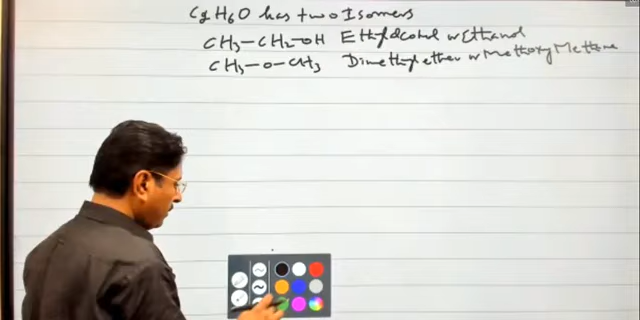 C2H6O has two Isomers
CH3-CH2-OH Ethyl alcohol or Ethanol
CH3-O-CH3 Dimethyl ether or Methoxy Methane